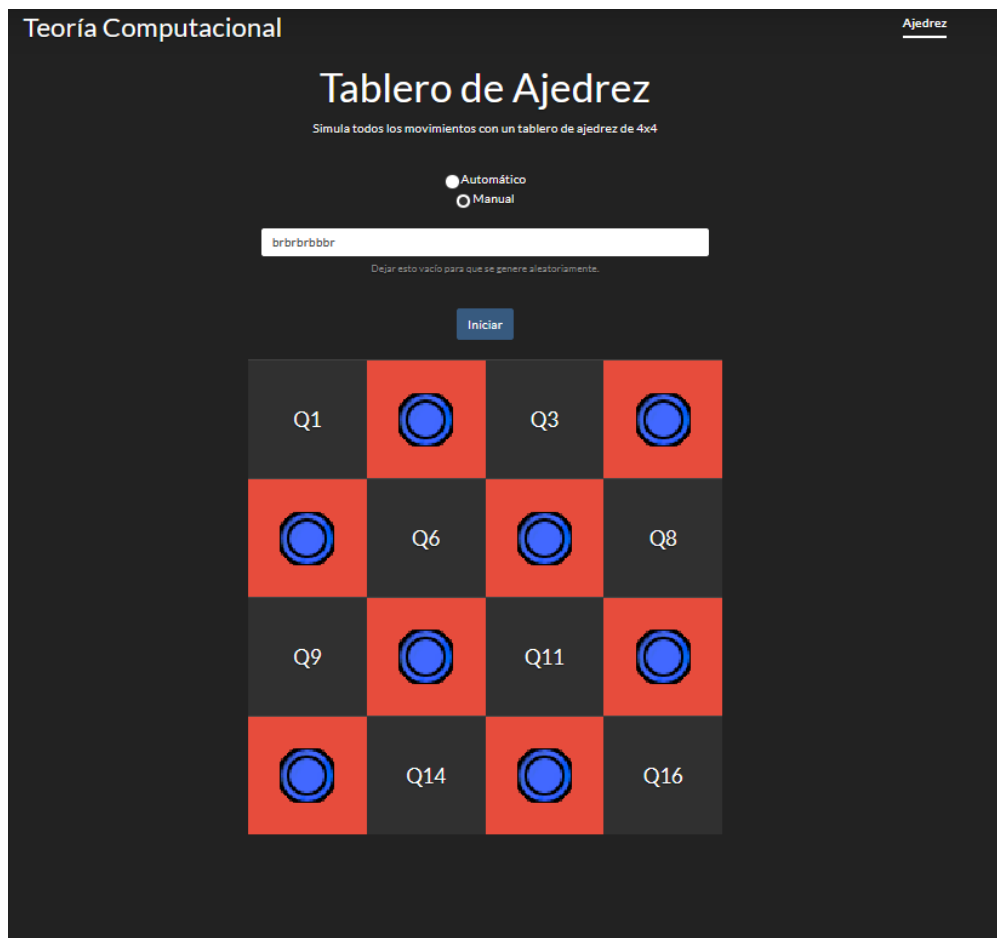 Teoría Computacional
Ajedrez
Tablero de Ajedrez
Simula todos los movimientos con un tablero de ajedrez de 4x4
Automático
Manual
brbrbrbbbr
Dejar esto vacío para que se genere aleatoriamente.
Iniciar
Q1
Q3
Q6
Q8
Q9
Q11
Q14
Q16